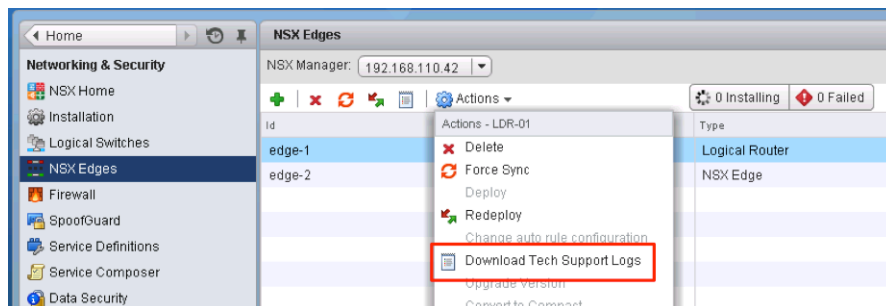 Home
NSX Edges
Networking & Security
NSX Manager: 192.168.110.42
NSX Home
Actions
0 Installing
0 Failed
Installation
Id
Actions - LDR-01
Type
Logical Switches
edge-1
Delete
Logical Router
NSX Edges
edge-2
Force Sync
NSX Edge
Firewall
Deploy
SpoofGuard
Redeploy
Change auto rule configuration
Service Definitions
Download Tech Support Logs
Service Composer
Upgrade Version
Data Security
Convert to Compact